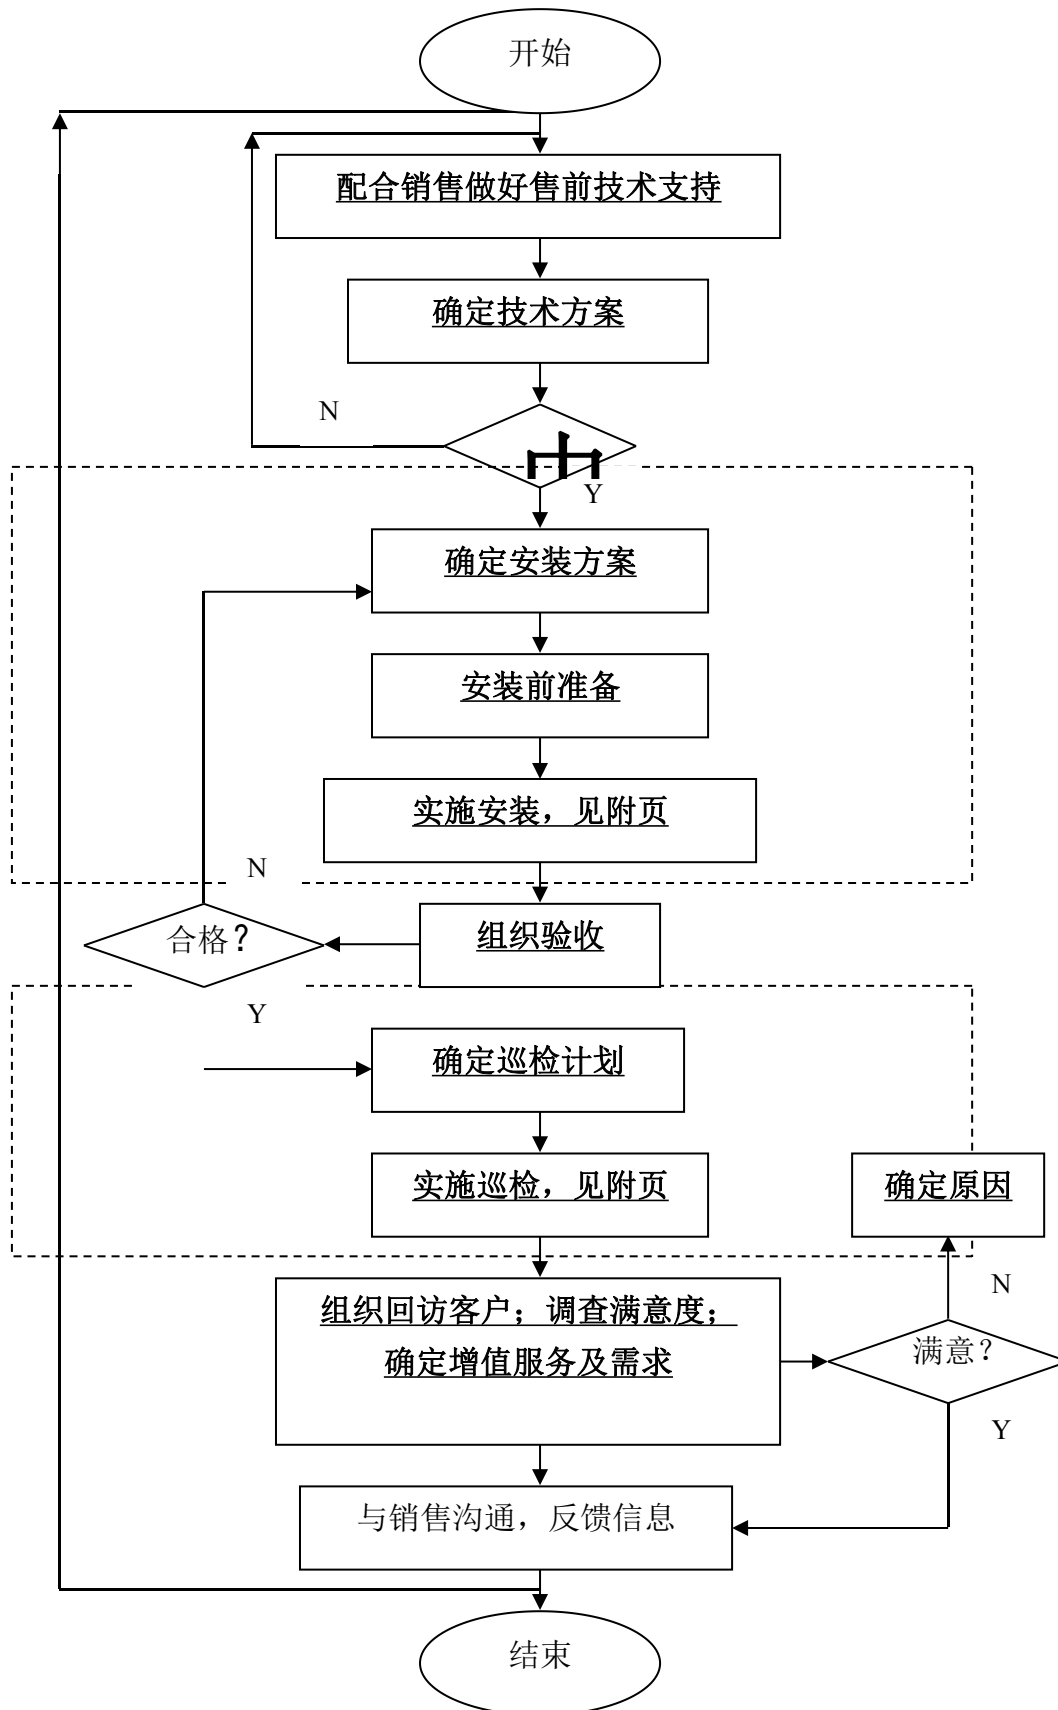 开始
配合销售做好售前技术支持
确定技术方案
N
Y
确定安装方案
安装前准备
实施安装，见附页
N
合格？
组织验收
Y
确定巡检计划
实施巡检，见附页
确定原因
N
组织回访客户；调查满意度；
确定增值服务及需求
满意？
Y
与销售沟通，反馈信息
结束